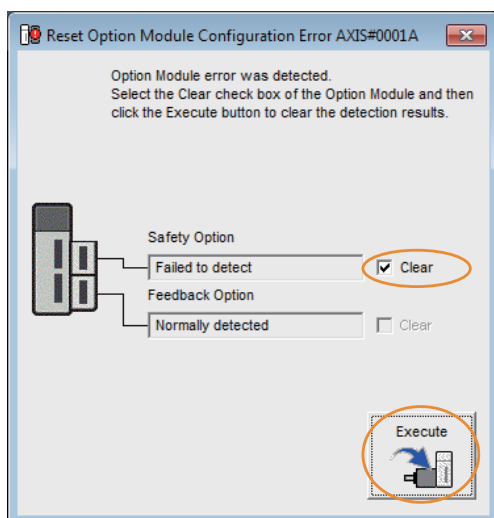 Reset Option Module Configuration Error AXIS#0001A
Option Module error was detected.
Select the Clear check box of the Option Module and then
click the Execute button to clear the detection results.
Safety Option
Failed to detect
Clear
Feedback Option
Normally detected
Clear
Execute